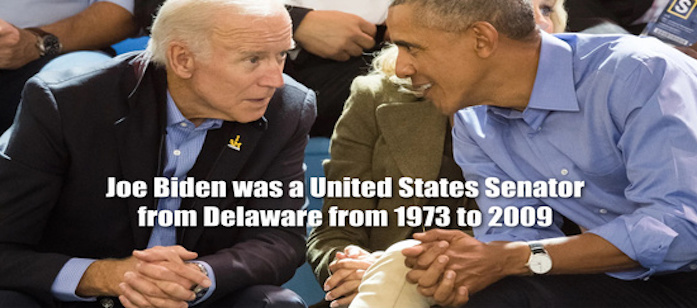 Joe Biden was a United States Senator
from Delaware from 1973 to 2009